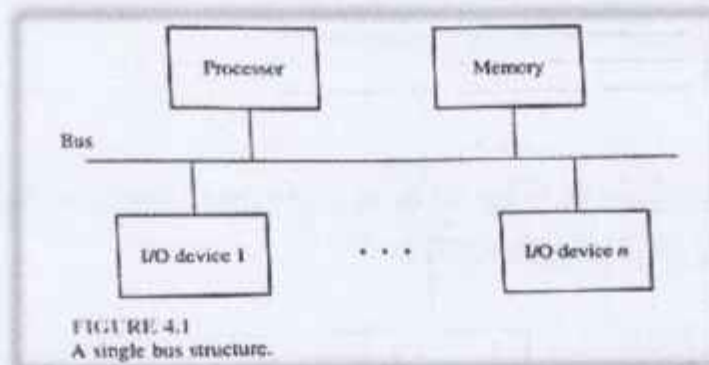 Processor
Memory
Bus
I/O device 1
. . .
I/O device n
FIGURE 4.1
A single bus structure.